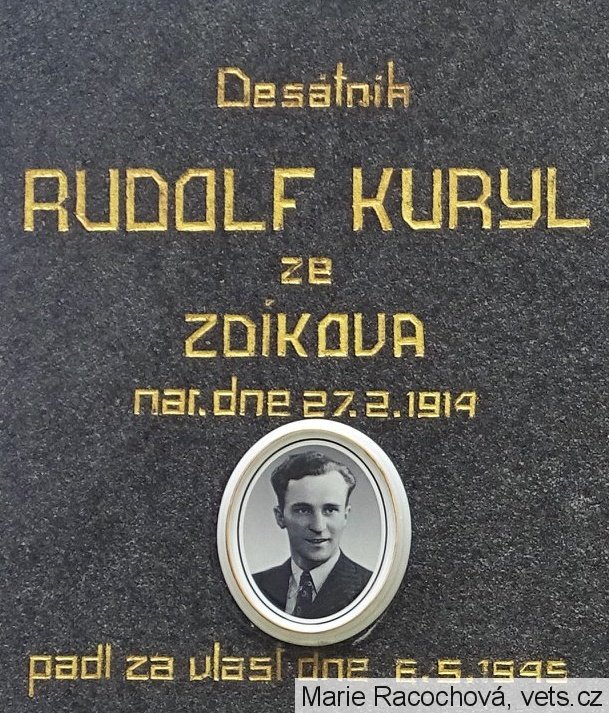 Desátník
RUDOLF KURYL
ze
ZDÍKOVA
nar. dne 27. 2. 1914
padl za vlast dne 6. 5. 1945
Marie Racochová, vets.cz